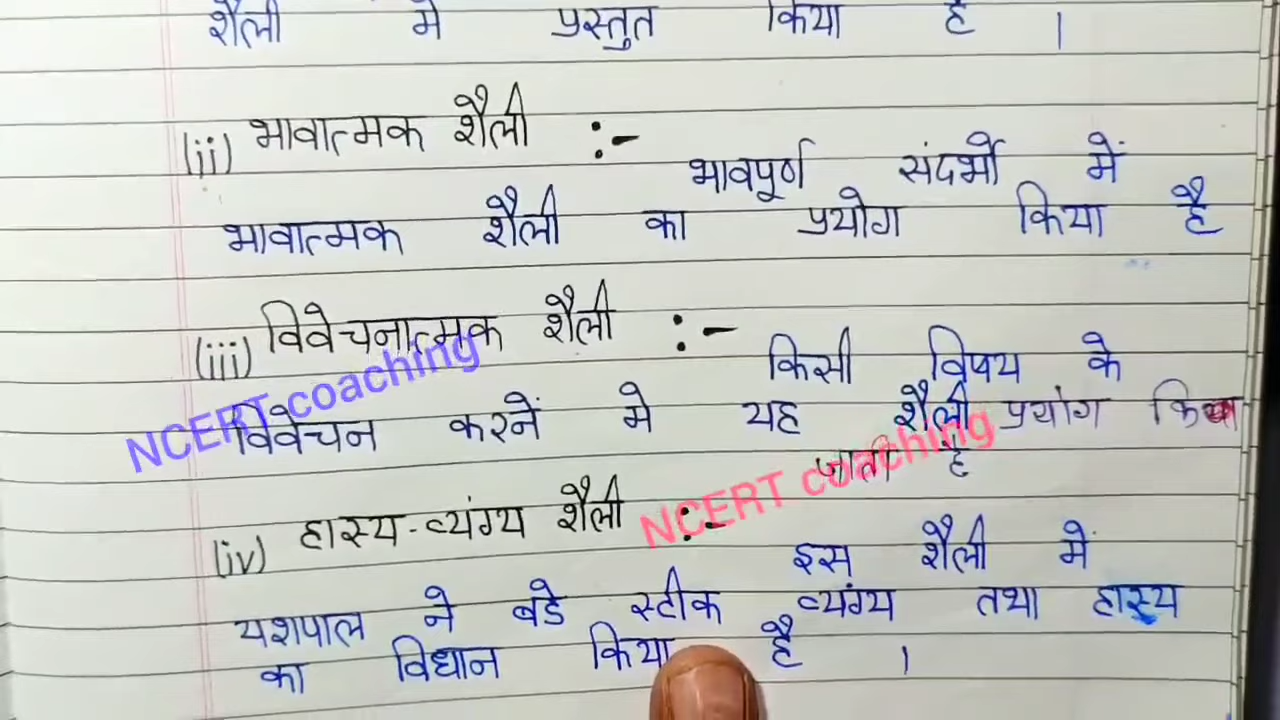 शैली में प्रस्तुत किया है ।
(ii) भावात्मक शैली :-
भावपूर्ण संदर्भो में
भावात्मक शैली का प्रयोग किया है
(iii) विवेचनात्मक शैली :-
किसी विषय के
विवेचन करनें मे यह शैली प्रयोग किया
जाता है
(iv) हास्य-व्यंग्य शैली :-
इस शैली में
यशपाल ने बडे स्टीक व्यंग्य तथा हास्य
का विधान किया है ।
NCERT coaching
NCERT coaching